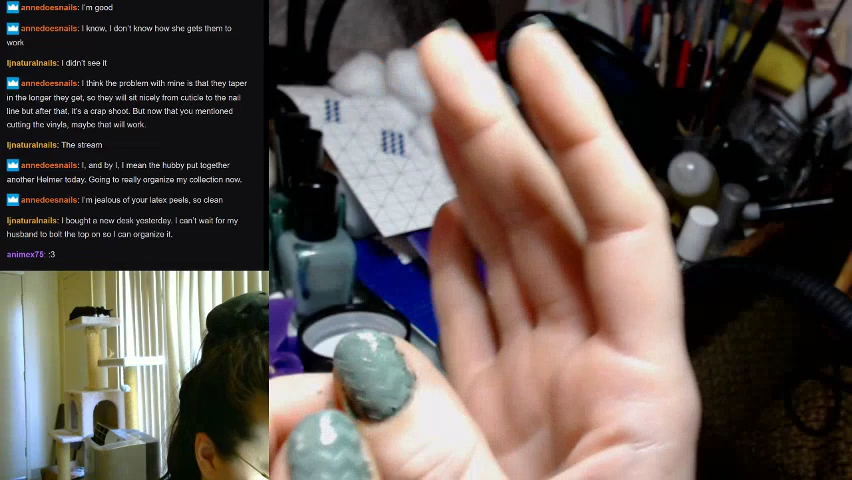 annedoesnails: I'm good
annedoesnails: I know, I don't know how she gets them to
work
ljnaturalnails: I didn't see it
annedoesnails: I think the problem with mine is that they taper
in the longer they get, so they will sit nicely from cuticle to the nail
line but after that, it's a crap shoot. But now that you mentioned
cutting the vinyls, maybe that will work.
ljnaturalnails: The stream
annedoesnails: I, and by I, I mean the hubby put together
another Helmer today. Going to really organize my collection now.
annedoesnails: I'm jealous of your latex peels, so clean
ljnaturalnails: I bought a new desk yesterday. I can't wait for my
husband to bolt the top on so I can organize it.
animex75: :3